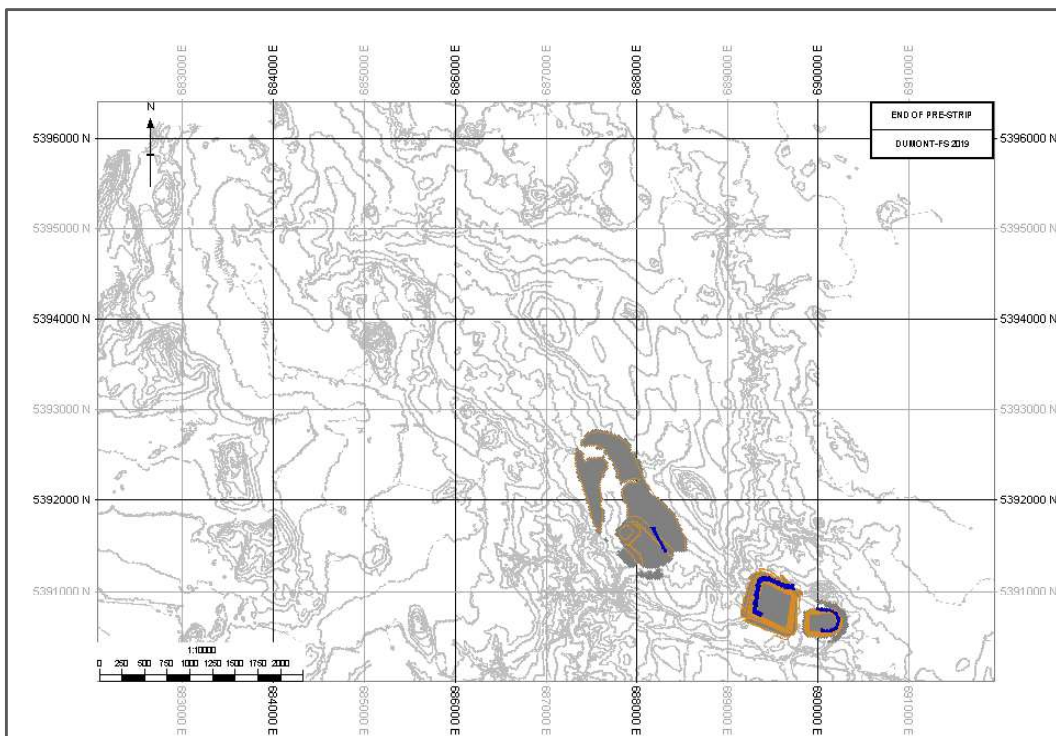 683000 E
684000 E
685000 E
686000 E
687000 E
688000 E
689000 E
690000 E
691000 E
N
END OF PRE-STRIP
DUMONT-FS 2019
5396000 N
5396000 N
5395000 N
5395000 N
5394000 N
5394000 N
5393000 N
5393000 N
5392000 N
5392000 N
5391000 N
5391000 N
1:10000
0 250 500 750 1000 1250 1500 1750 2000
683000 E
684000 E
685000 E
686000 E
687000 E
688000 E
689000 E
690000 E
691000 E